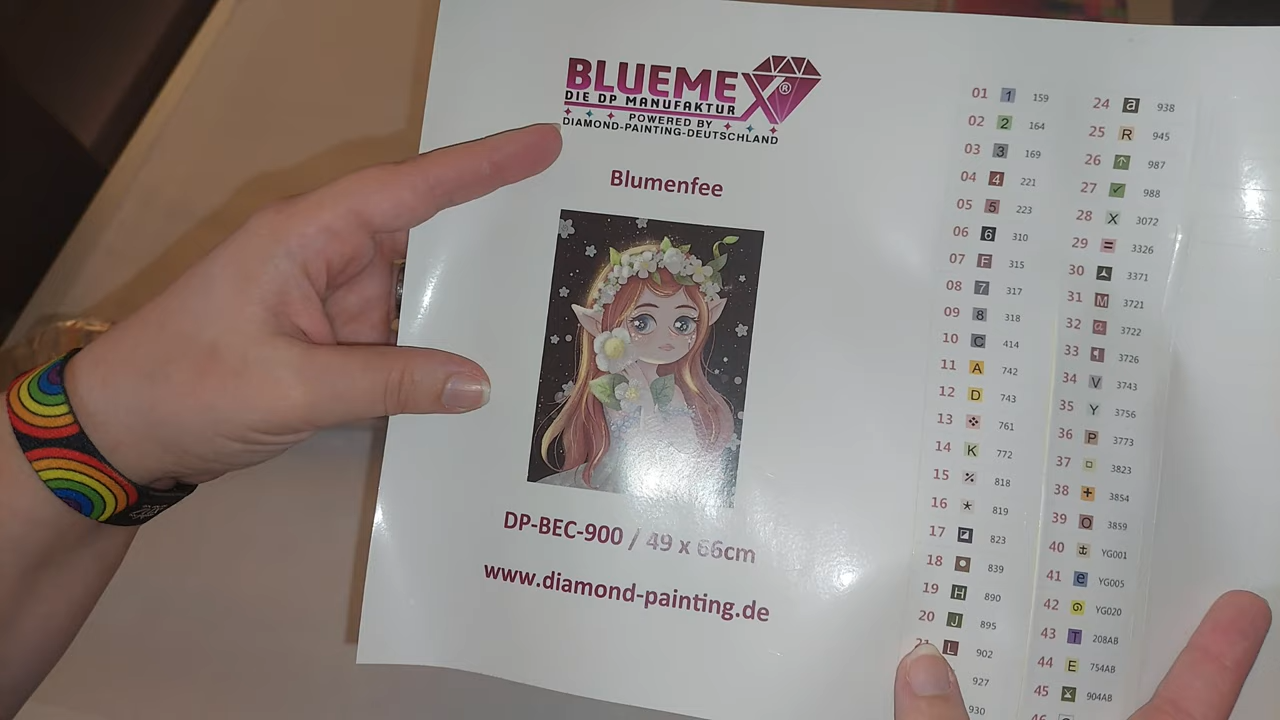 BLUEMEX®
DIE DP MANUFAKTUR
POWERED BY
DIAMOND-PAINTING-DEUTSCHLAND
Blumenfee
DP-BEC-900 / 49 x 66cm
www.diamond-painting.de
01 1 159
02 2 164
03 3 169
04 4 221
05 5 223
06 6 310
07 F 315
08 7 317
09 8 318
10 C 414
11 A 742
12 D 743
13 761
14 K 772
15 ٪ 818
16 * 819
17 823
18 839
19 H 890
20 J 895
21 L 902
927
930
24 a 938
25 R 945
26 ↑ 987
27 ✓ 988
28 X 3072
29 = 3326
30 3371
31 M 3721
32 α 3722
33 3726
34 V 3743
35 Y 3756
36 P 3773
37 3823
38 + 3854
39 O 3859
40 YG001
41 e YG005
42 YG020
43 T 208AB
44 E 754AB
45 904AB
46